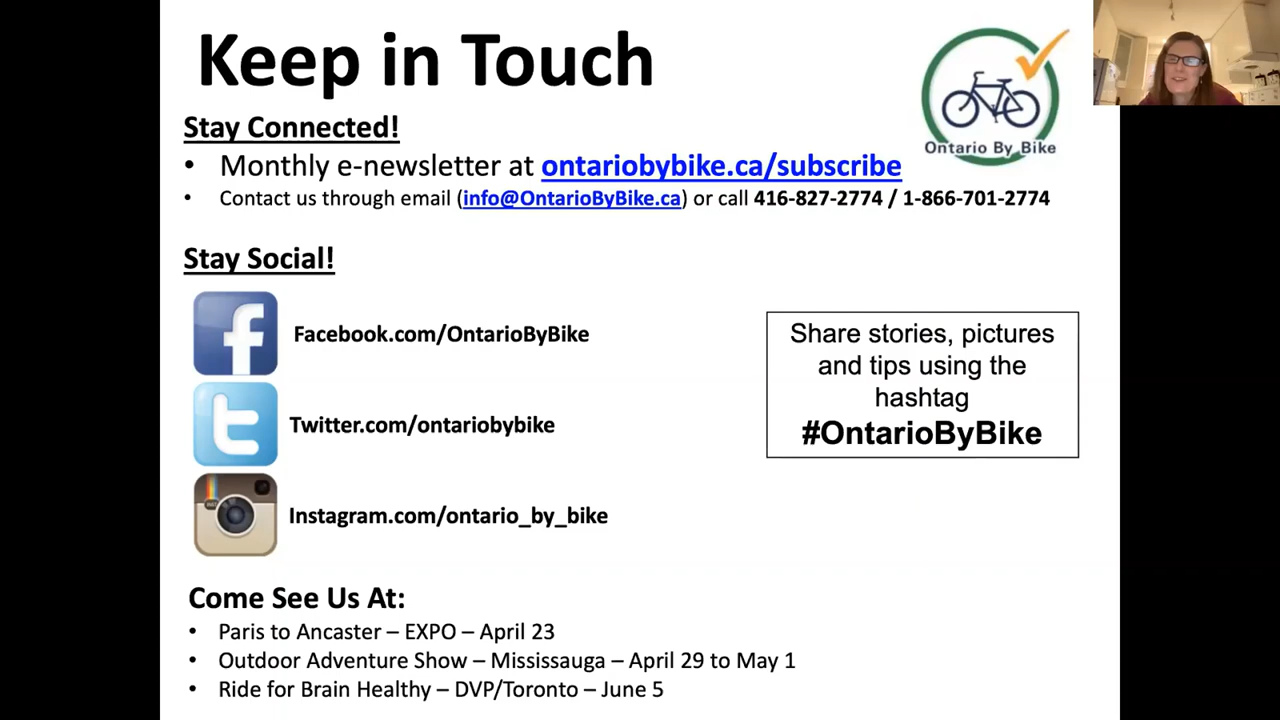 Keep in Touch
Ontario By Bike
Stay Connected!
• Monthly e-newsletter at ontariobybike.ca/subscribe
• Contact us through email (info@OntarioByBike.ca) or call 416-827-2774 / 1-866-701-2774
Stay Social!
Facebook.com/OntarioByBike
Twitter.com/ontariobybike
Instagram.com/ontario_by_bike
Share stories, pictures
and tips using the
hashtag
#OntarioByBike
Come See Us At:
• Paris to Ancaster – EXPO – April 23
• Outdoor Adventure Show – Mississauga – April 29 to May 1
• Ride for Brain Healthy – DVP/Toronto – June 5